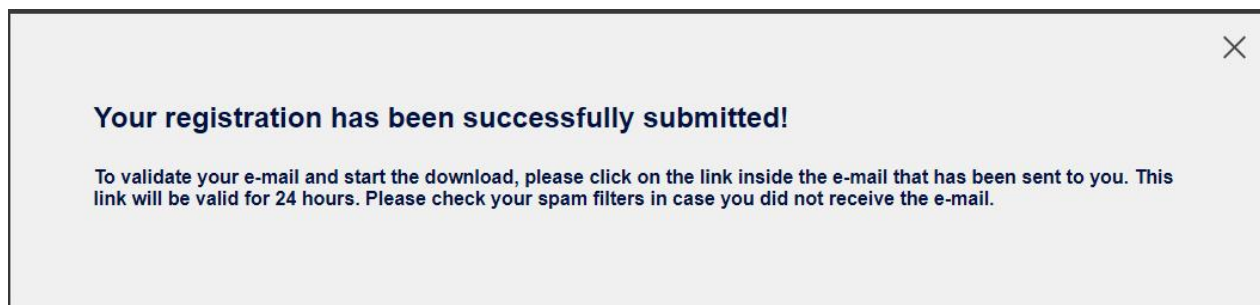 Your registration has been successfully submitted!
To validate your e-mail and start the download, please click on the link inside the e-mail that has been sent to you. This
link will be valid for 24 hours. Please check your spam filters in case you did not receive the e-mail.